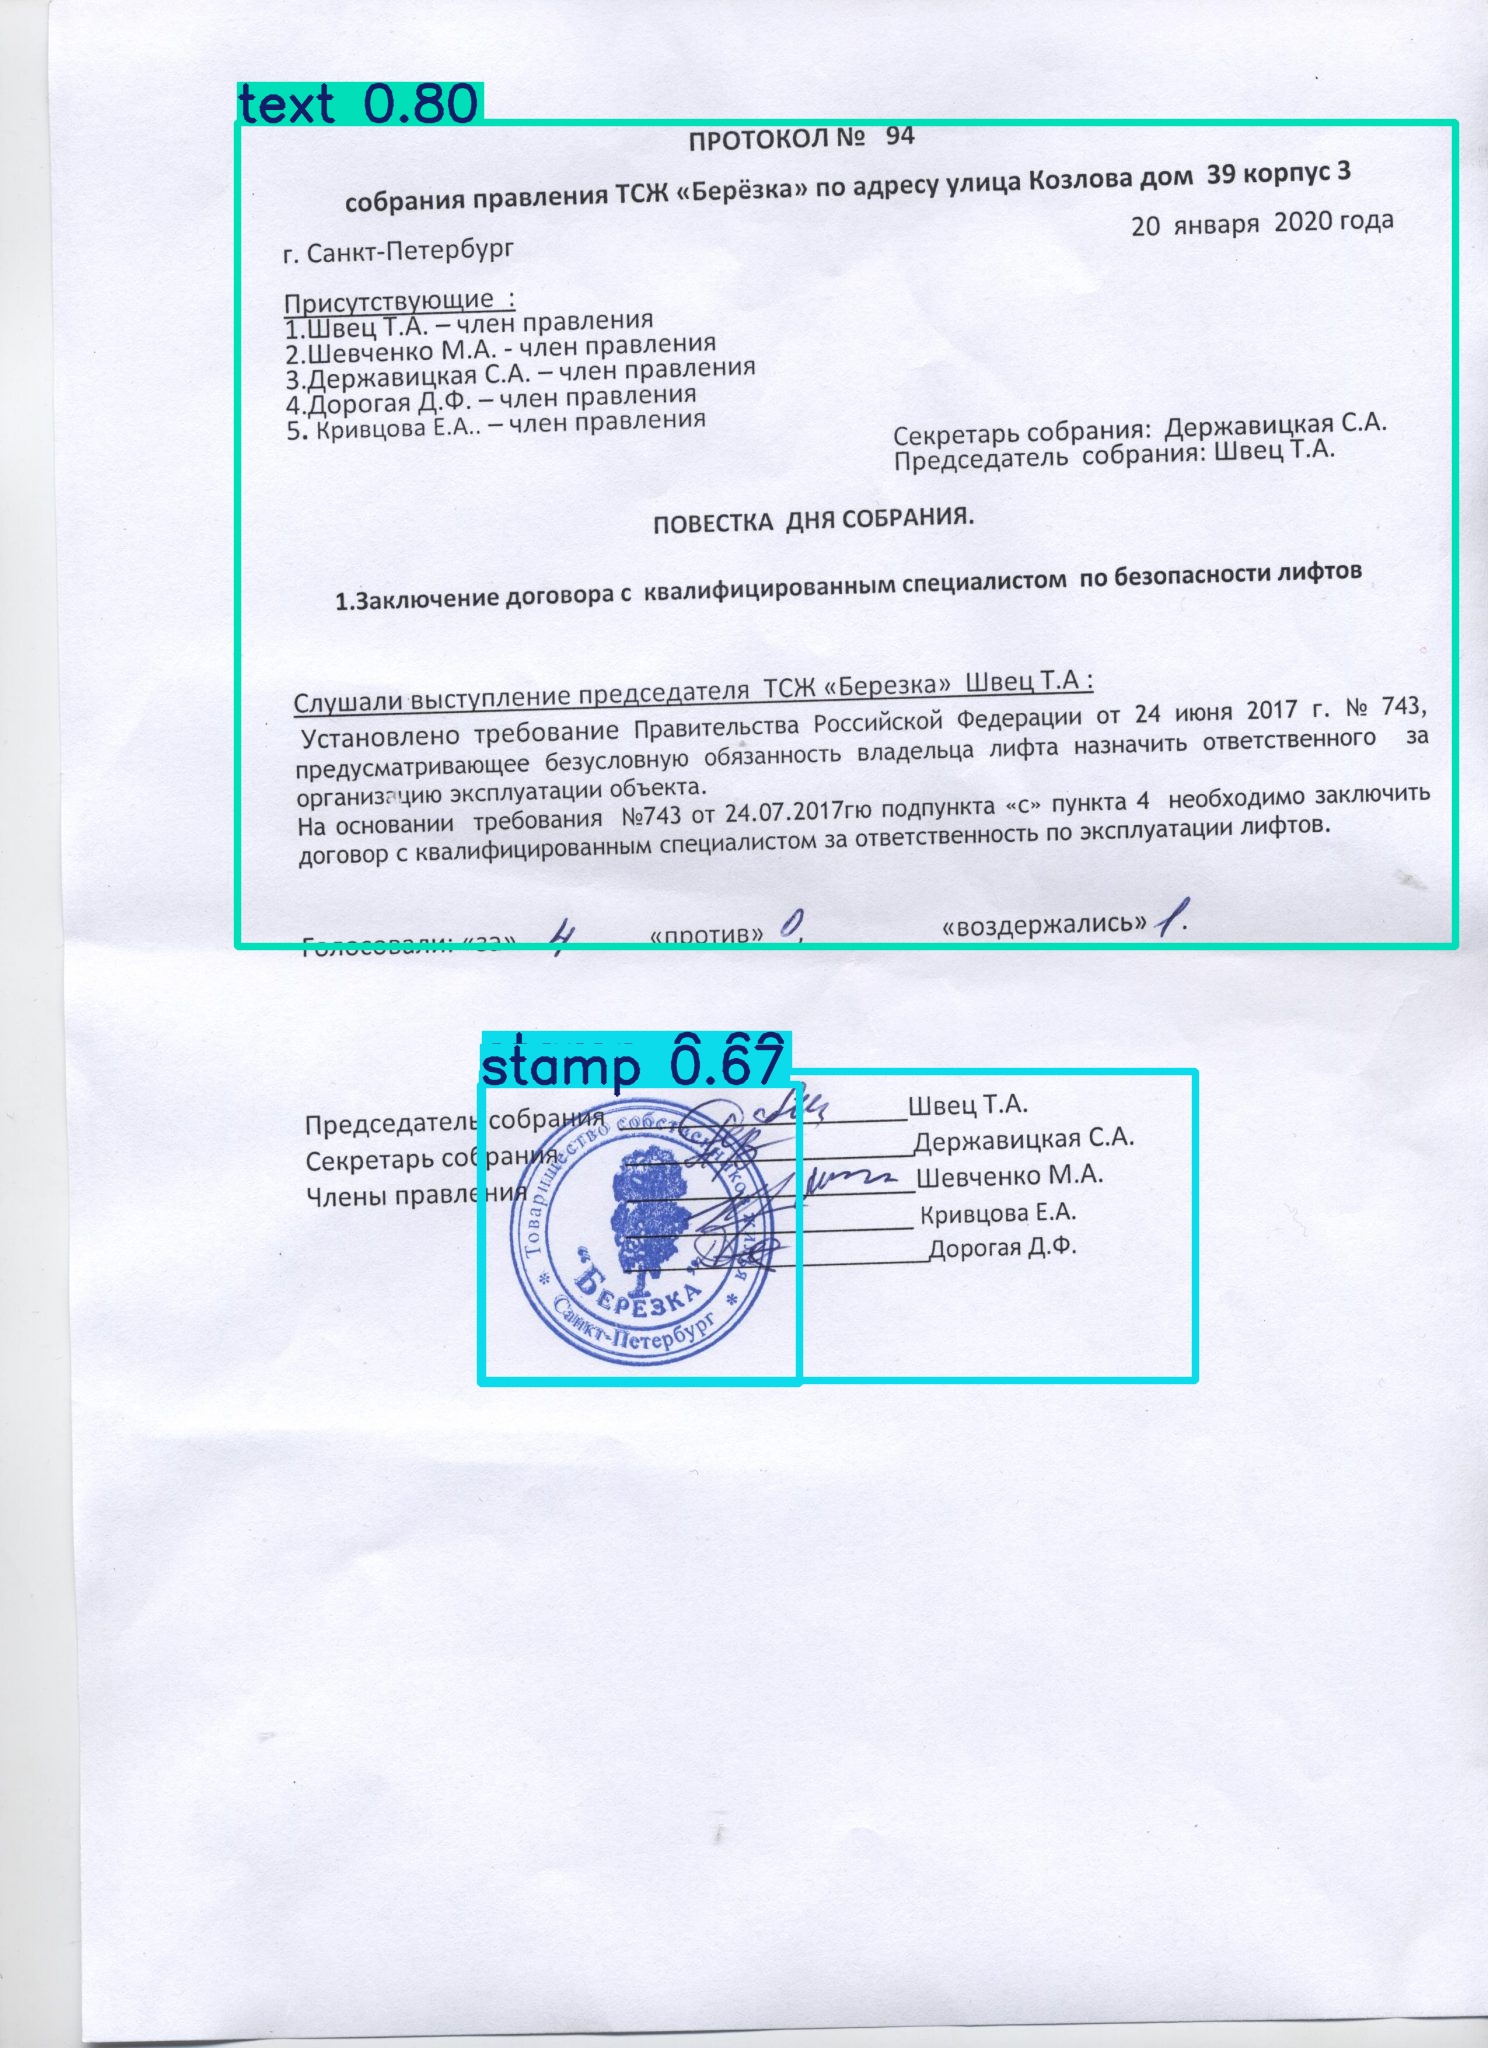 text 0.80
ПРОТОКОЛ № 94
собрания правления ТСЖ «Берёзка» по адресу улица Козлова дом 39 корпус 3
20 января 2020 года
г. Санкт-Петербург
Присутствующие :
1.Швец Т.А. – член правления
2.Шевченко М.А. - член правления
3.Державицкая С.А. – член правления
4.Дорогая Д.Ф. – член правления
5. Кривцова Е.А.. – член правления
Секретарь собрания: Державицкая С.А.
Председатель собрания: Швец Т.А.
ПОВЕСТКА ДНЯ СОБРАНИЯ.
1.Заключение договора с квалифицированным специалистом по безопасности лифтов
Слушали выступление председателя ТСЖ «Березка» Швец Т.А :
Установлено требование Правительства Российской Федерации от 24 июня 2017 г. № 743,
предусматривающее безусловную обязанность владельца лифта назначить ответственного за
организацию эксплуатации объекта.
На основании требования №743 от 24.07.2017гю подпункта «с» пункта 4 необходимо заключить
договор с квалифицированным специалистом за ответственность по эксплуатации лифтов.
Голосовали: «за» 4 «против» 0, «воздержались» 1.
stamp 0.67
Председатель собрания Швец Т.А.
Секретарь собрания Державицкая С.А.
Члены правления Шевченко М.А.
Кривцова Е.А.
Дорогая Д.Ф.
Товарищество собственников жилья
"БЕРЕЗКА"
* Санкт-Петербург *